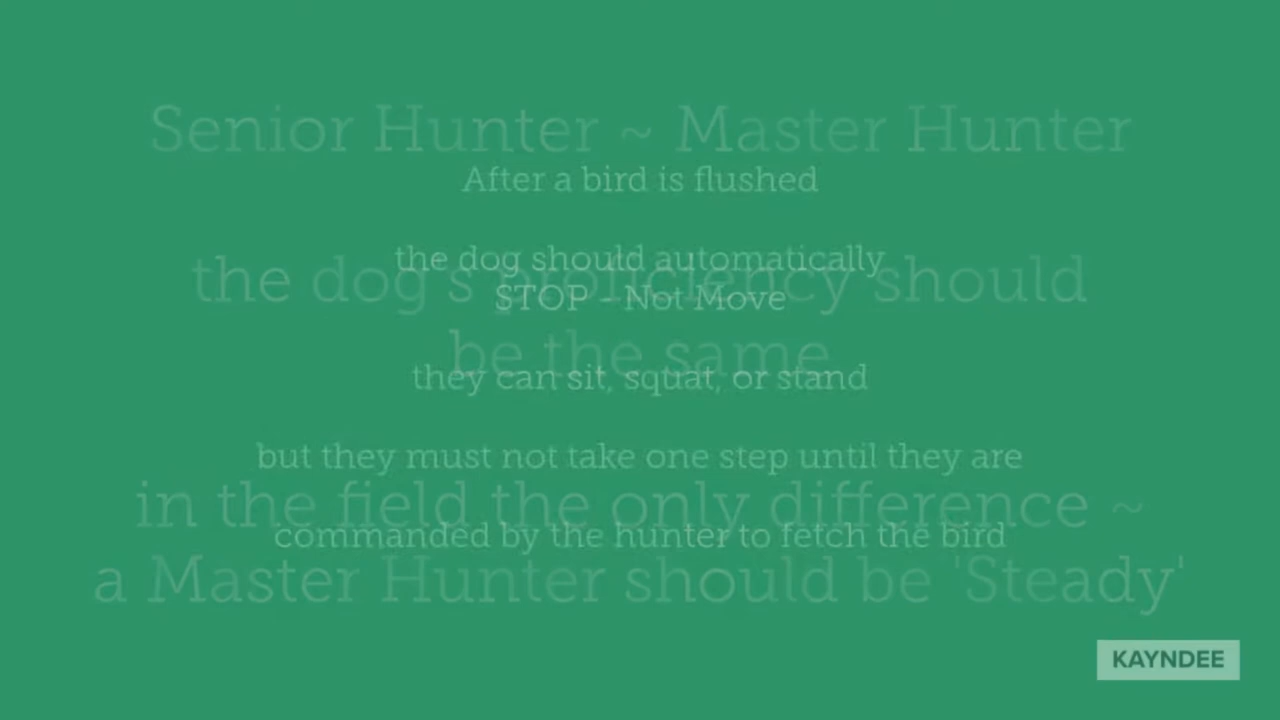 Senior Hunter ~ Master Hunter
After a bird is flushed
the dog should automatically
the dog's proficiency should
STOP - Not Move
be the same
they can sit, squat, or stand
but they must not take one step until they are
in the field the only difference ~
commanded by the hunter to fetch the bird
a Master Hunter should be 'Steady'
KAYNDEE